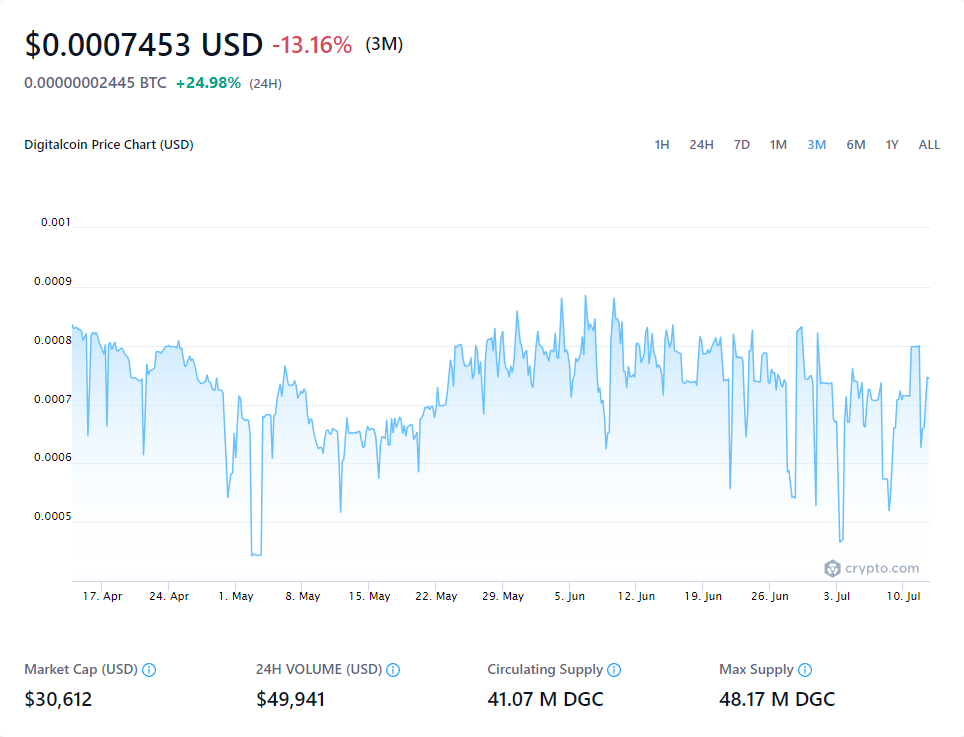 $0.0007453 USD -13.16% (3M)
0.00000002445 BTC +24.98% (24H)
Digitalcoin Price Chart (USD) 1H 24H 7D 1M 3M 6M 1Y ALL
0.001
0.0009
0.0008
0.0007
0.0006
0.0005
crypto.com
17. Apr 24. Apr 1. May 8. May 15. May 22. May 29. May 5. Jun 12. Jun 19. Jun 26. Jun 3. Jul 10. Jul
Market Cap (USD) 24H VOLUME (USD) Circulating Supply Max Supply
$30,612 $49,941 41.07 M DGC 48.17 M DGC